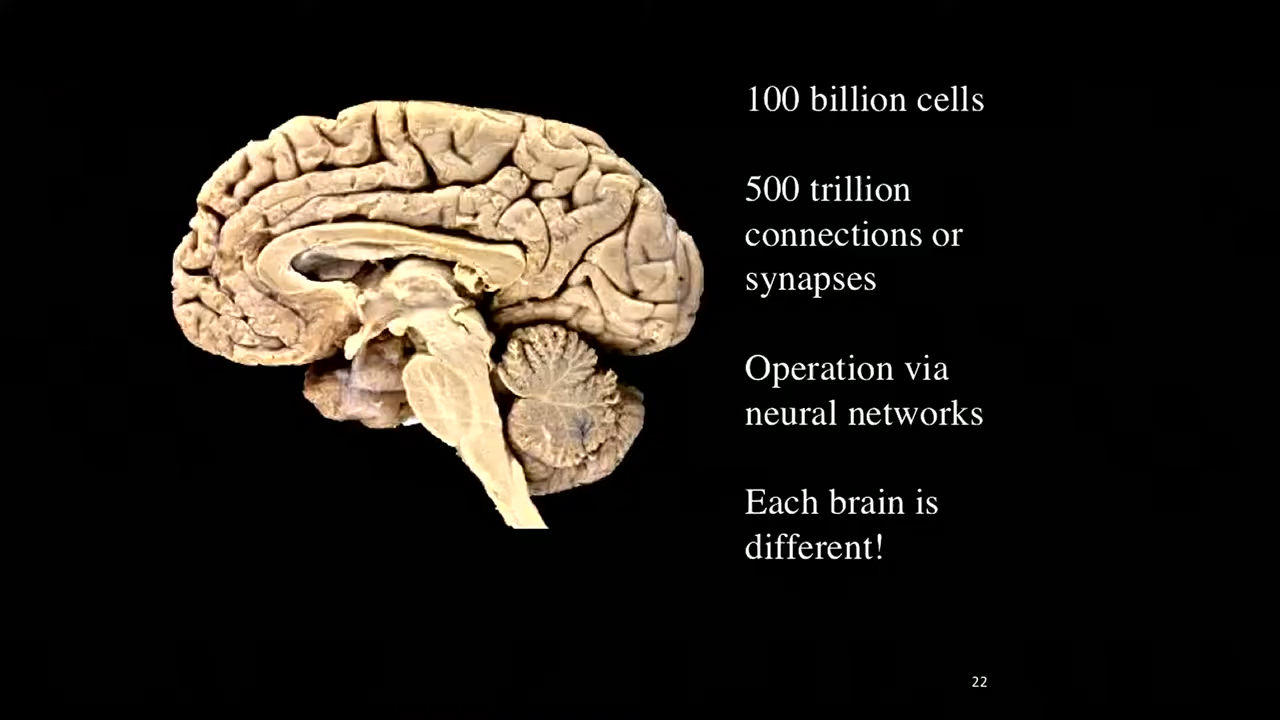 100 billion cells
500 trillion
connections or
synapses
Operation via
neural networks
Each brain is
different!
22